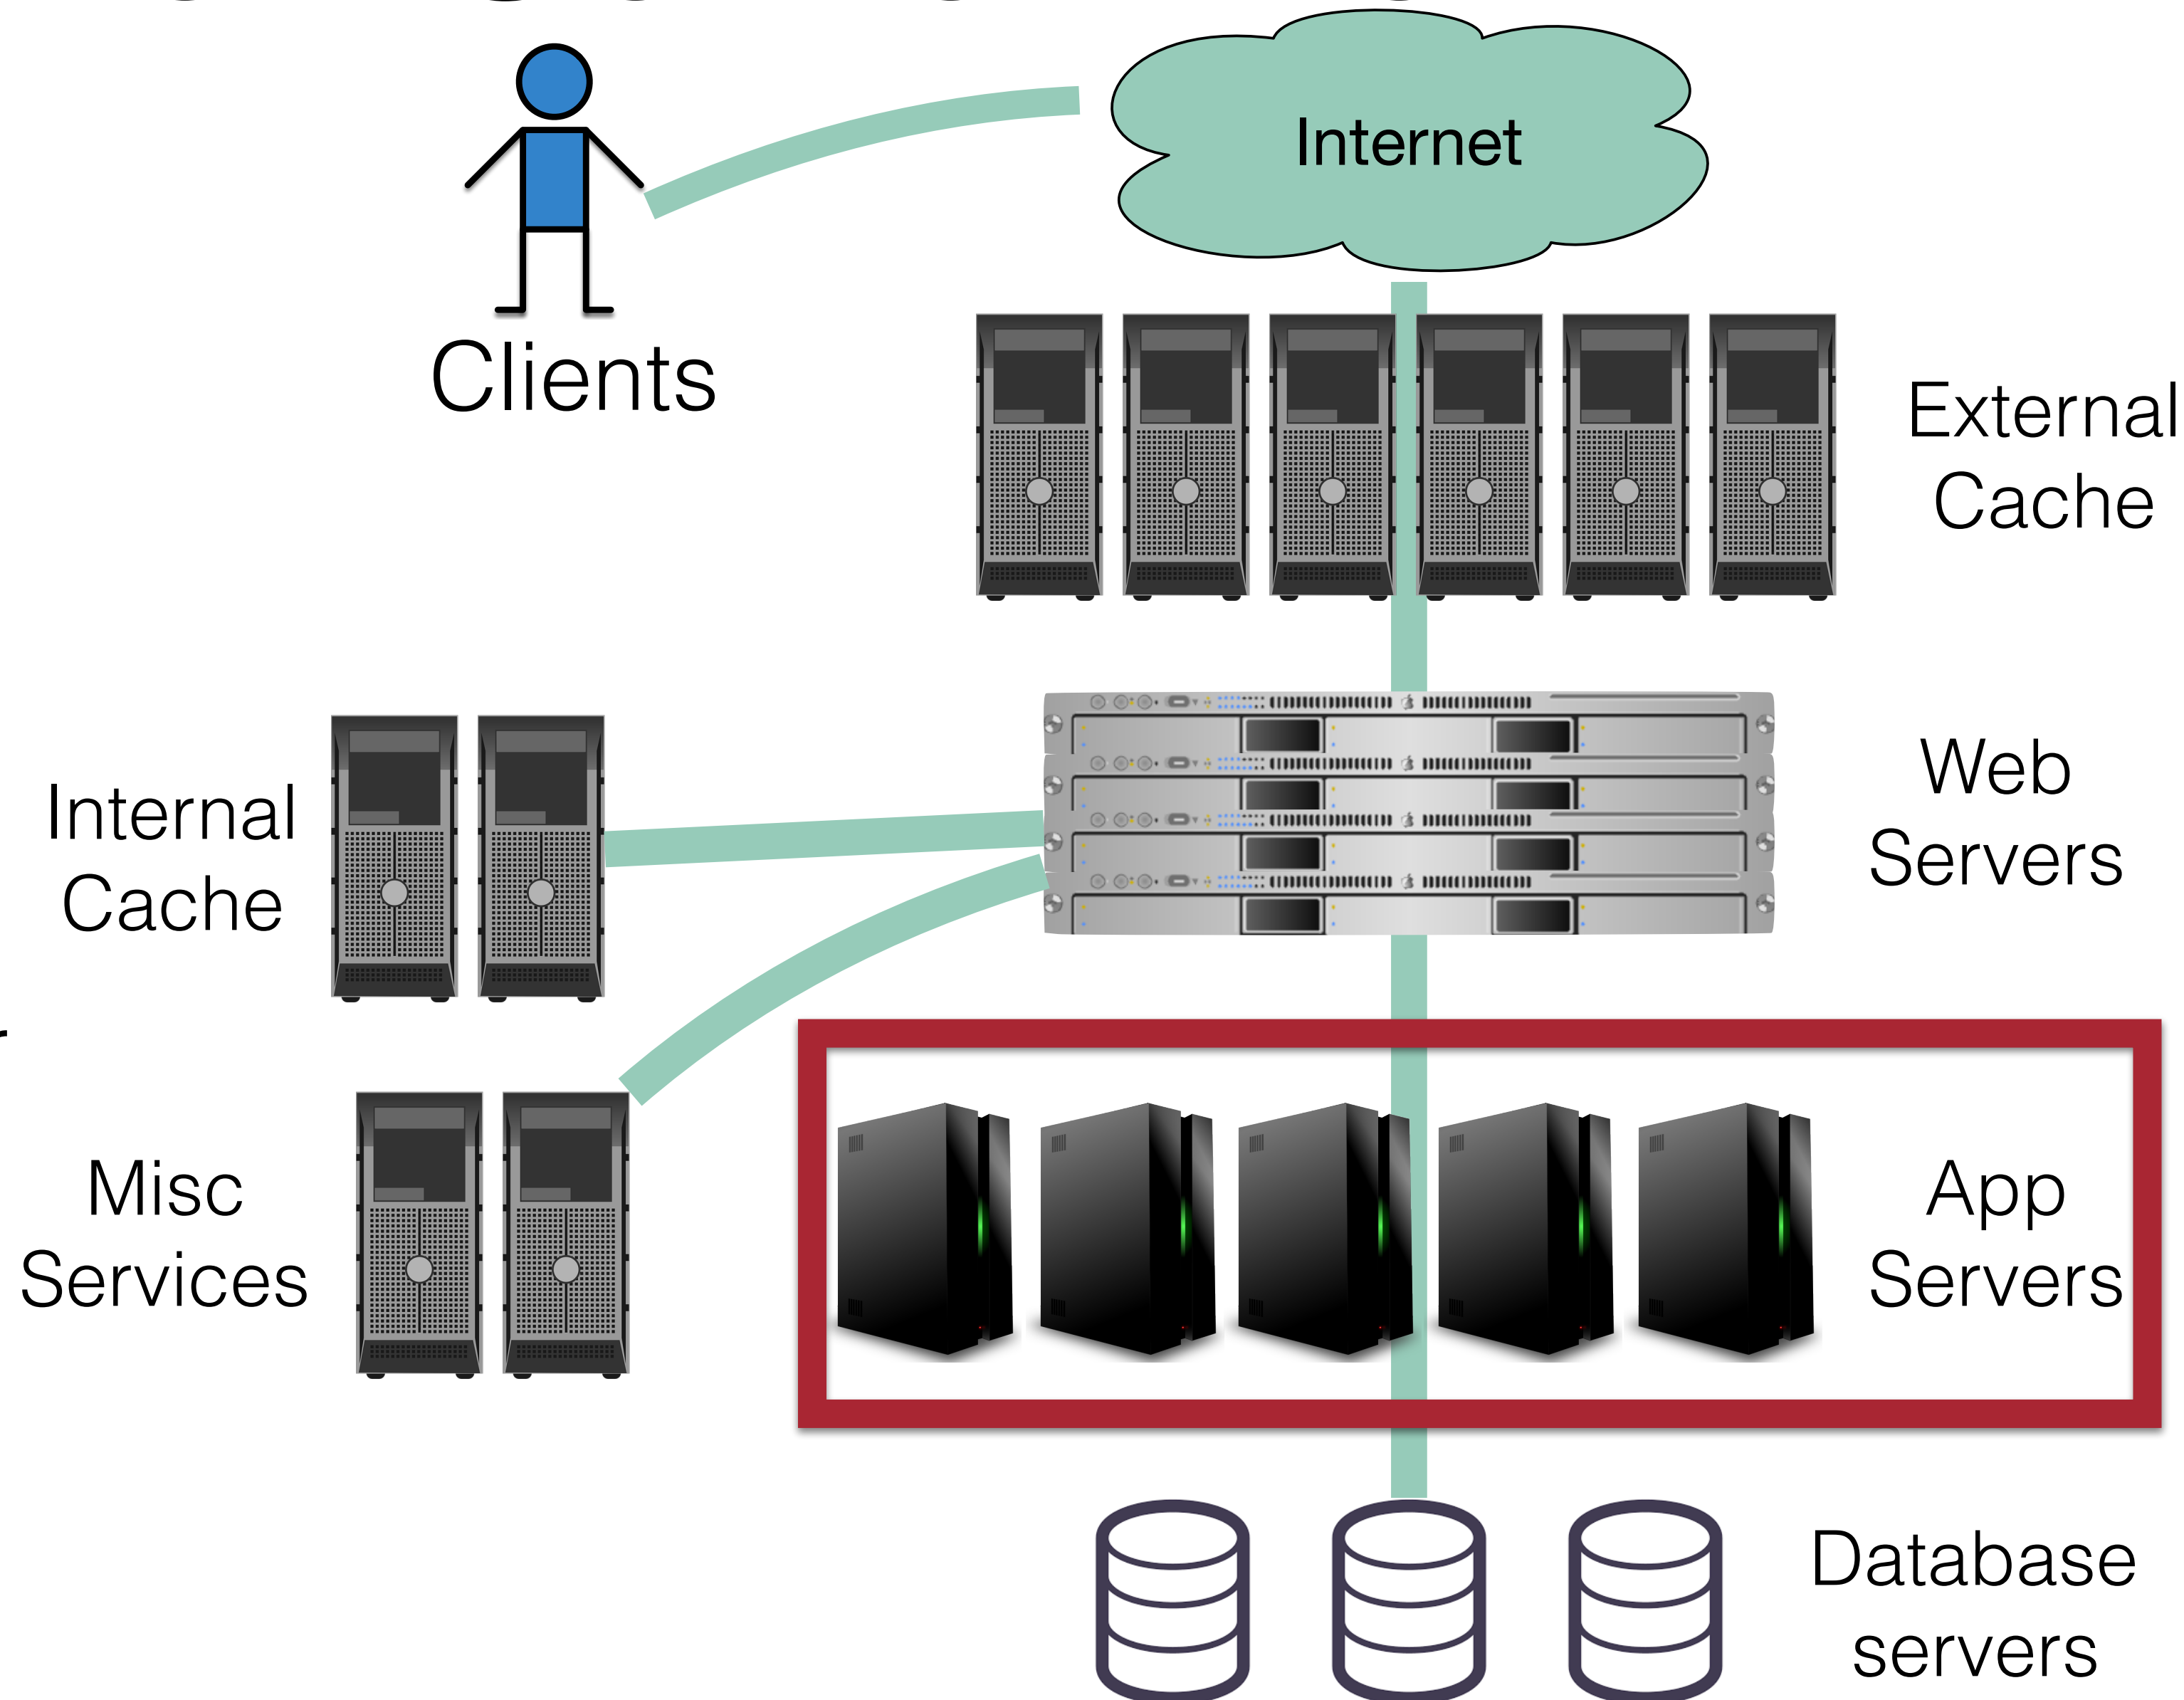 Internet
Clients
External
Cache
Web
Servers
Internal
Cache
Misc
Services
App
Servers
Database
servers